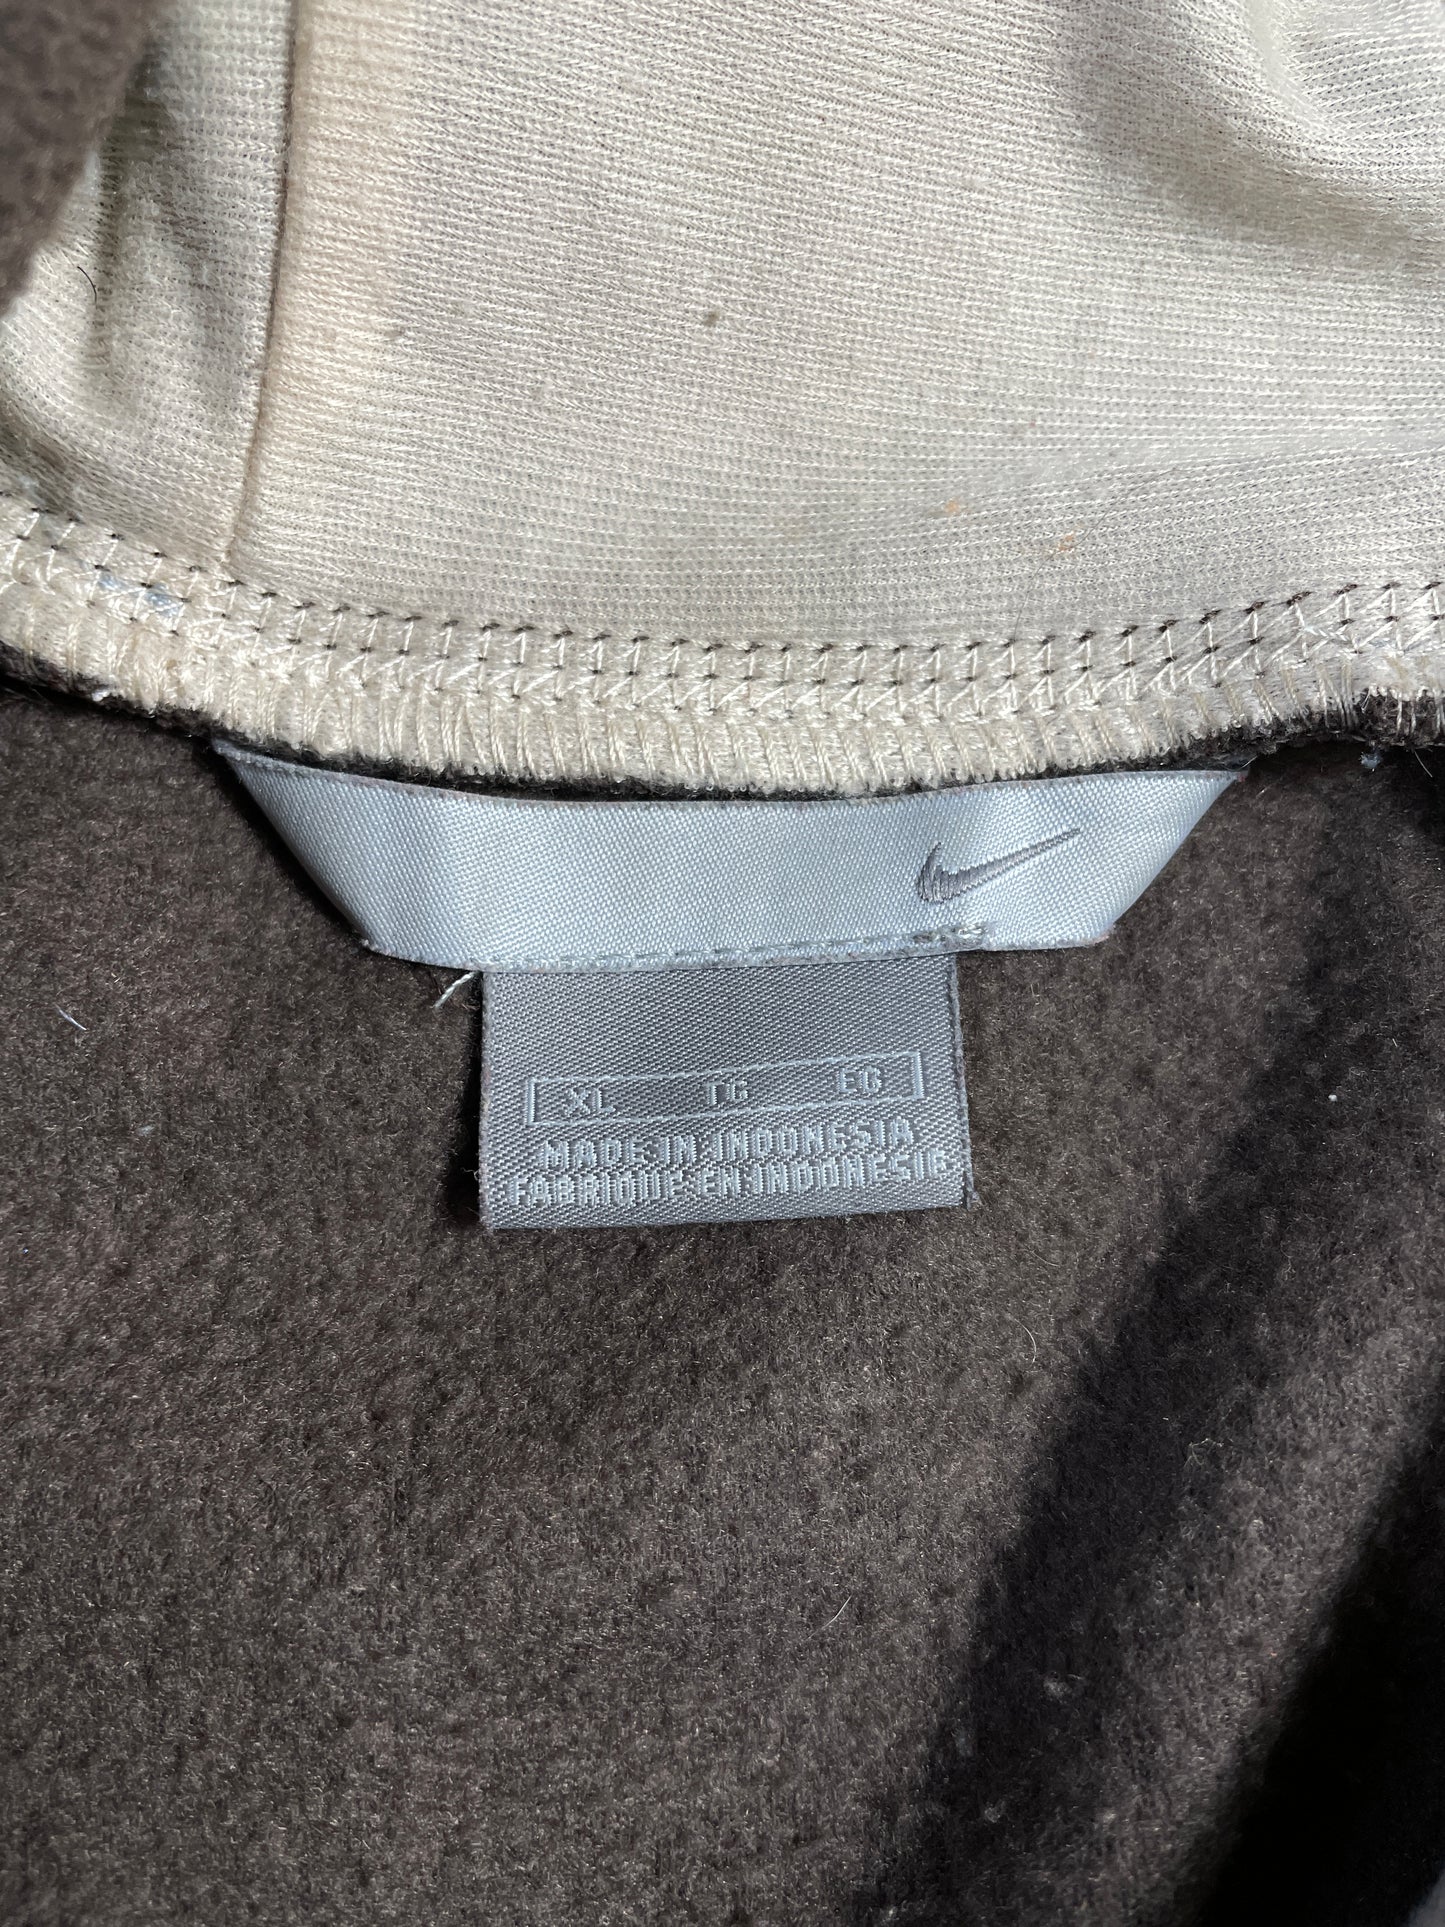 XL TG EG
MADE IN INDONESIA
FABRIQUE EN INDONESIE